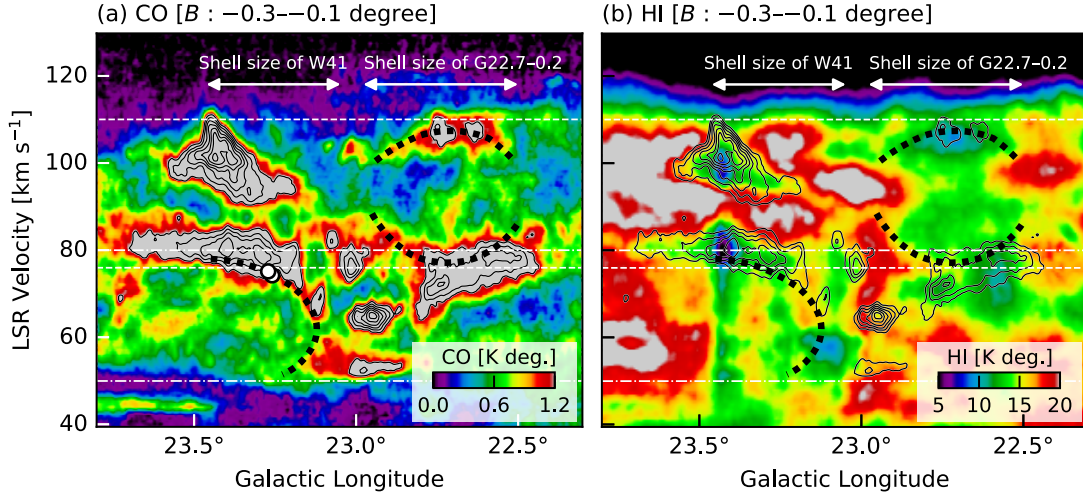 (a) CO [B : −0.3–−0.1 degree]
Shell size of W41
Shell size of G22.7–0.2
120
100
80
60
40
LSR Velocity [km s⁻¹]
CO [K deg.]
0.0 0.6 1.2
23.5 23.0 22.5
Galactic Longitude
(b) HI [B : −0.3–−0.1 degree]
Shell size of W41
Shell size of G22.7–0.2
HI [K deg.]
5 10 15 20
23.5 23.0° 22.5
Galactic Longitude